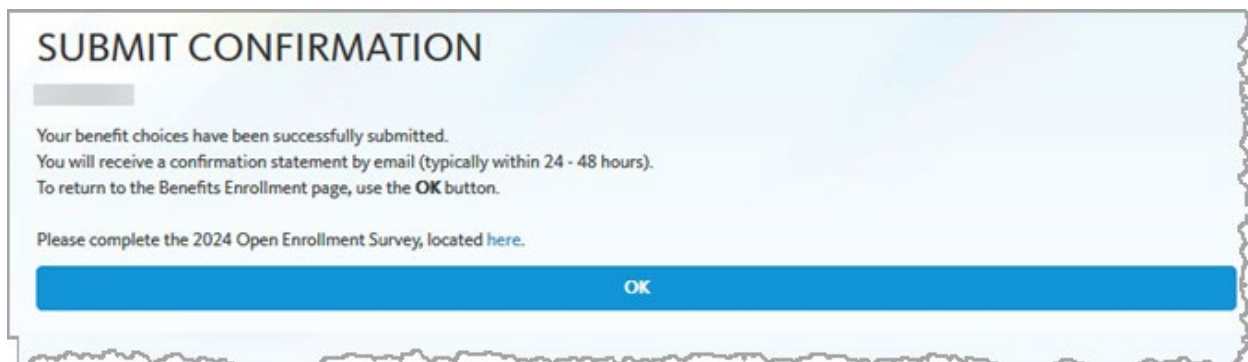 SUBMIT CONFIRMATION
Your benefit choices have been successfully submitted.
You will receive a confirmation statement by email (typically within 24 - 48 hours).
To return to the Benefits Enrollment page, use the OK button.
Please complete the 2024 Open Enrollment Survey, located here.
OK